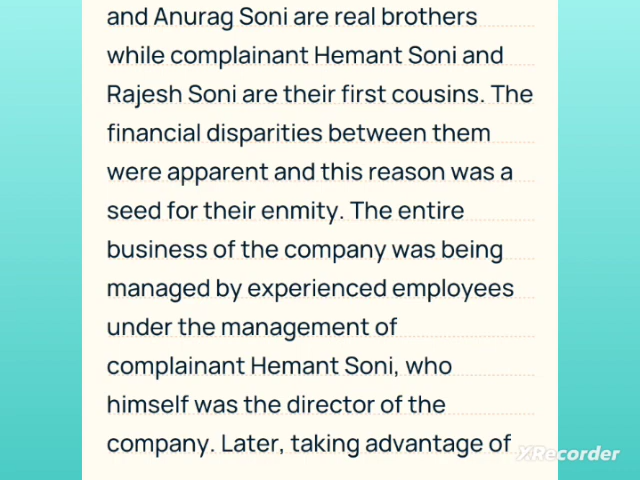 and Anurag Soni are real brothers
while complainant Hemant Soni and
Rajesh Soni are their first cousins. The
financial disparities between them
were apparent and this reason was a
seed for their enmity. The entire
business of the company was being
managed by experienced employees
under the management of
complainant Hemant Soni, who
himself was the director of the
company. Later, taking advantage of
XRecorder